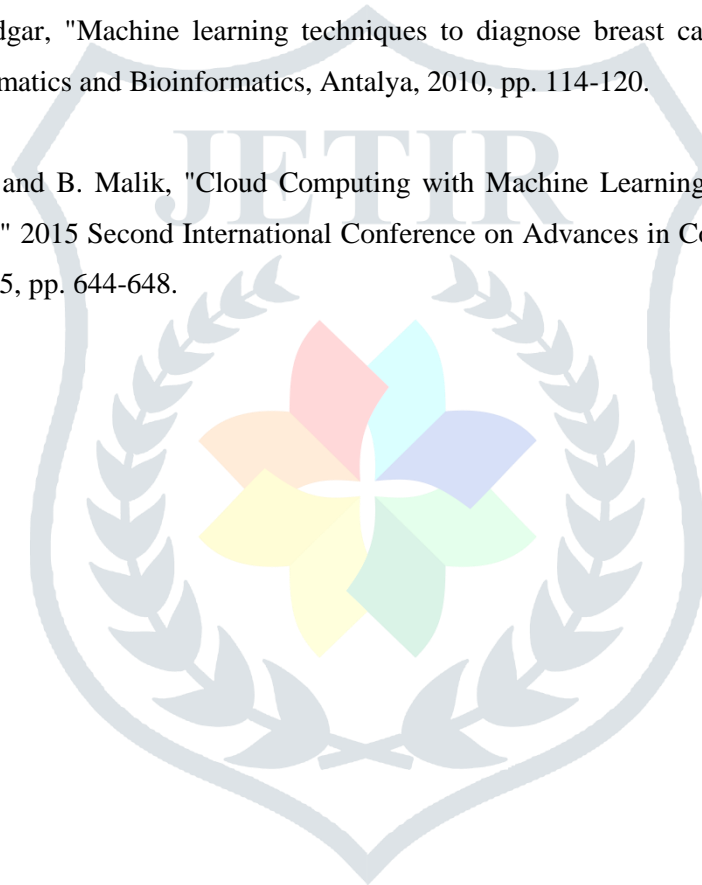 dgar, "Machine learning techniques to diagnose breast ca
matics and Bioinformatics, Antalya, 2010, pp. 114-120.
JETIR
and B. Malik, "Cloud Computing with Machine Learning
" 2015 Second International Conference on Advances in Co
5, pp. 644-648.